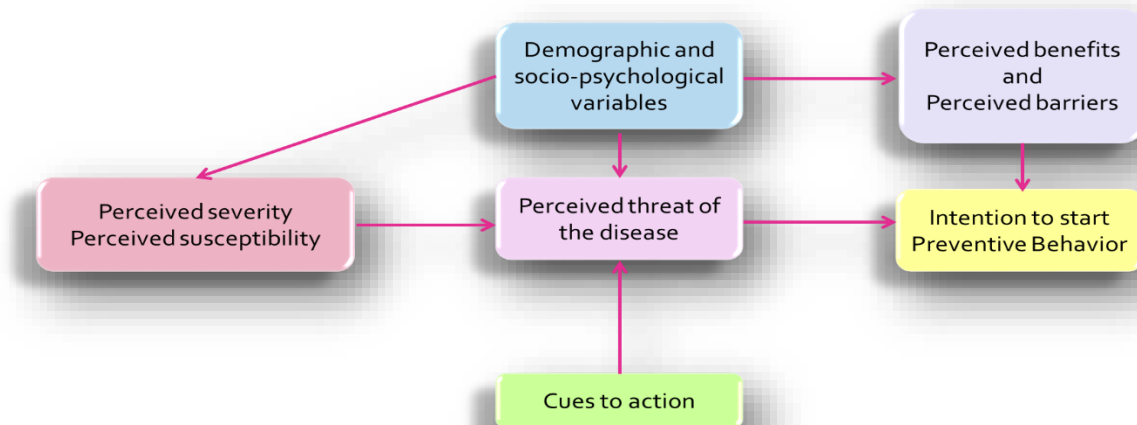 Demographic and
socio-psychological
variables
Perceived benefits
and
Perceived barriers
Perceived severity
Perceived susceptibility
Perceived threat of
the disease
Intention to start
Preventive Behavior
Cues to action